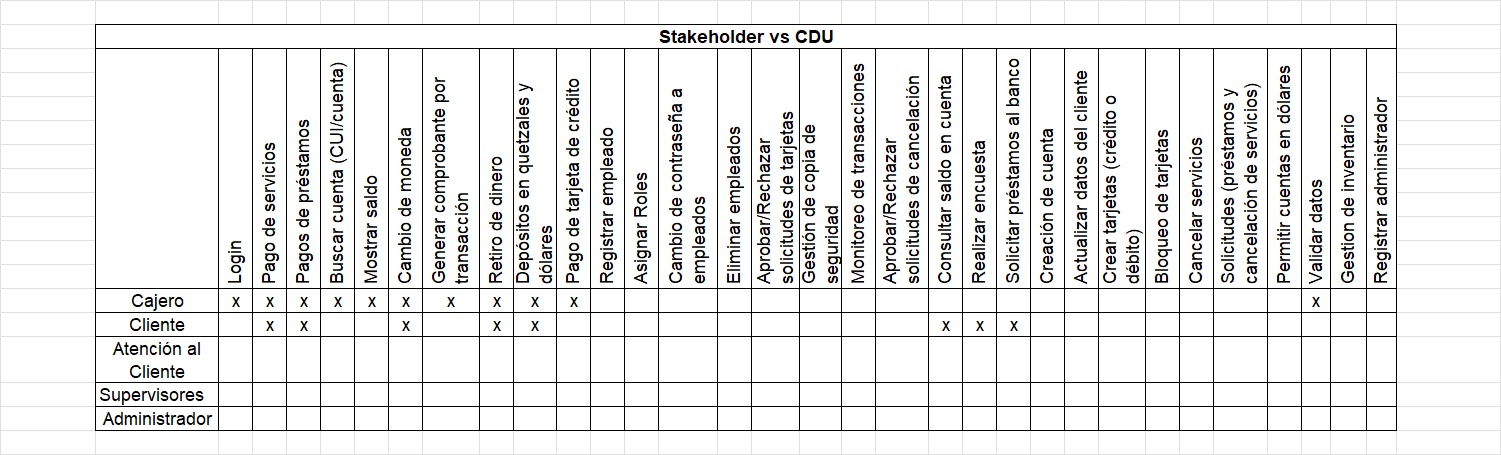 Stakeholder vs CDU
Login
Pago de servicios
Pagos de préstamos
Buscar cuenta (CUI/cuenta)
Mostrar saldo
Cambio de moneda
Generar comprobante por
transacción
Retiro de dinero
Depósitos en quetzales y
dólares
Pago de tarjeta de crédito
Registrar empleado
Asignar Roles
Cambio de contraseña a
empleados
Eliminar empleados
Aprobar/Rechazar
solicitudes de tarjetas
Gestión de copia de
seguridad
Monitoreo de transacciones
Aprobar/Rechazar
solicitudes de cancelación
Consultar saldo en cuenta
Realizar encuesta
Solicitar préstamos al banco
Creación de cuenta
Actualizar datos del cliente
Crear tarjetas (crédito o
débito)
Bloqueo de tarjetas
Cancelar servicios
Solicitudes (préstamos y
cancelación de servicios)
Permitir cuentas en dólares
Validar datos
Gestion de inventario
Registrar administrador
Cajero x x x x x x x x x x x
Cliente x x x x x x x x
Atención al
Cliente
Supervisores
Administrador